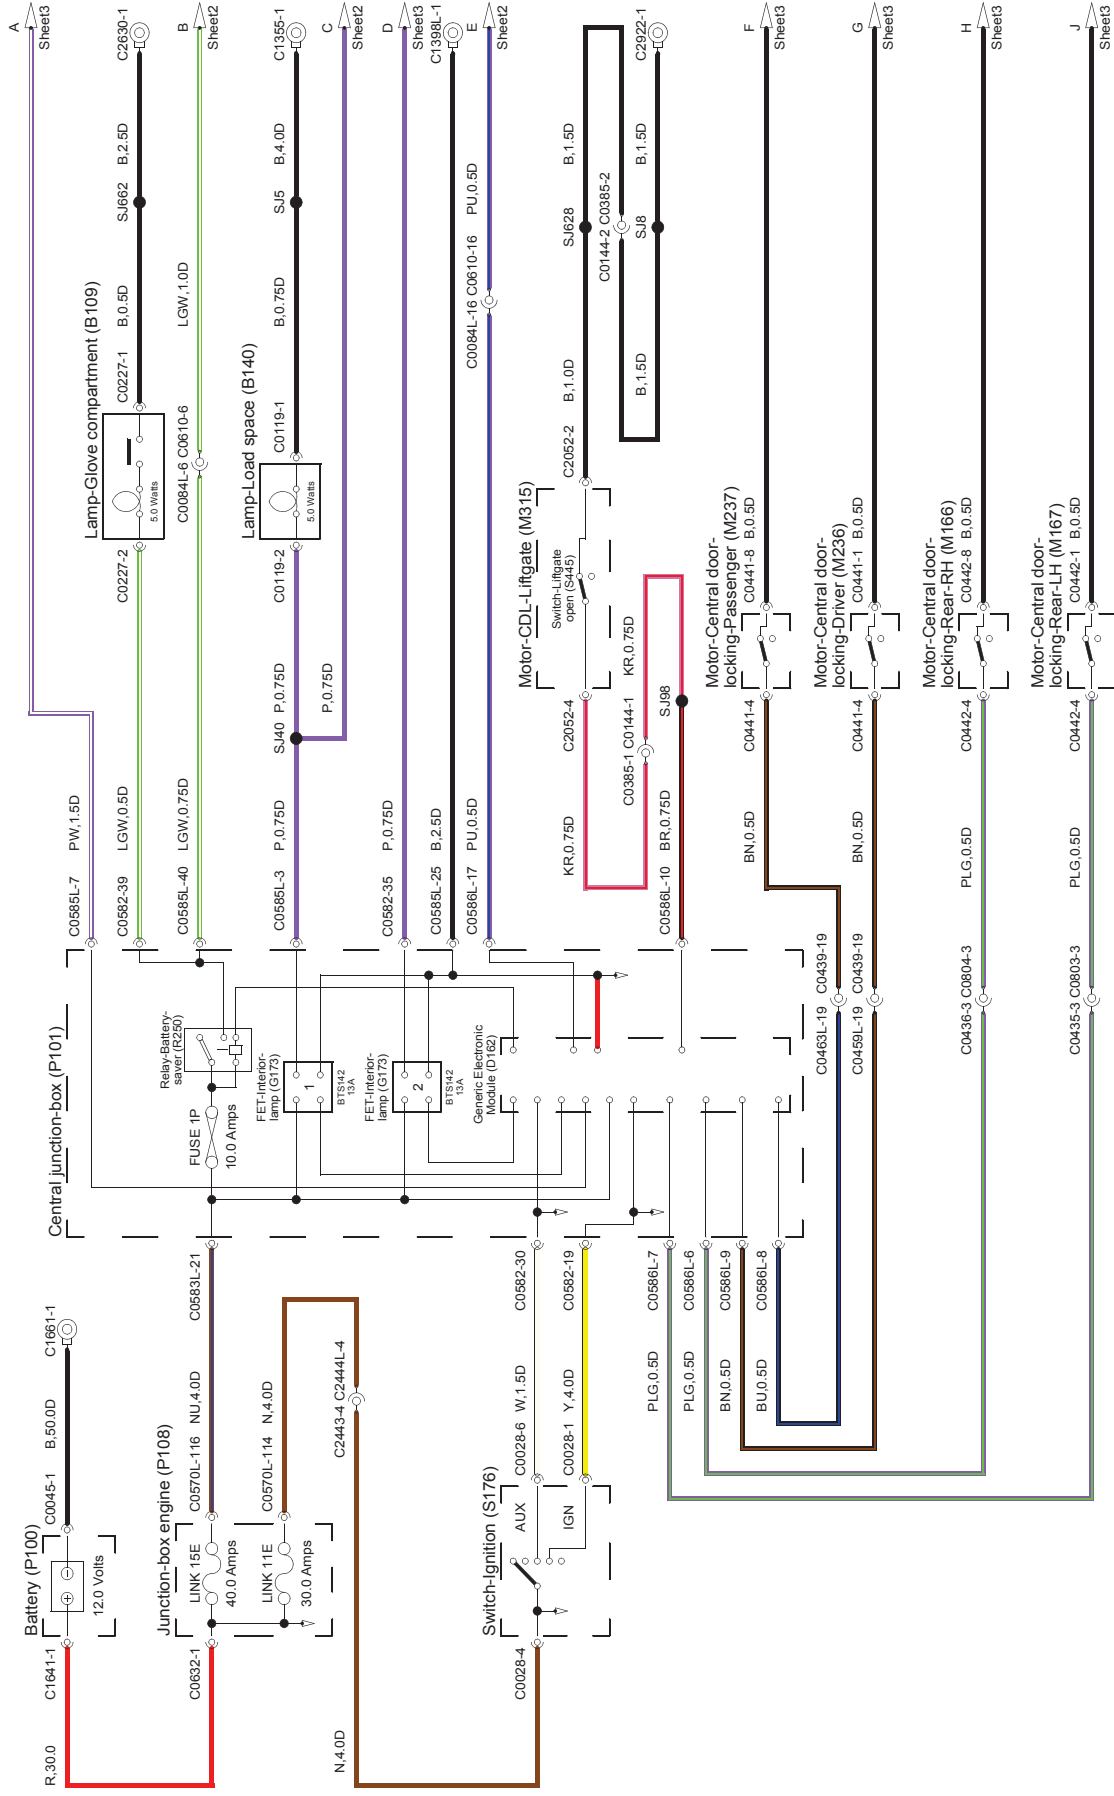 A
Sheet3
C2630-1
B
Sheet2
C1355-1
C
Sheet2
D
Sheet3
C1398L-1
E
Sheet2
C2922-1
F
Sheet3
G
Sheet3
H
Sheet3
J
Sheet3
B,2.5D
SJ662
B,0.5D
C0227-1
Lamp-Glove compartment (B109)
5.0 Watts
C0227-2
LGW,0.5D
C0582-39
PW,1.5D
C0585L-7
LGW,1.0D
C0084L-6 C0610-6
LGW,0.75D
C0585L-40
B,4.0D
SJ5
B,0.75D
C0119-1
Lamp-Load space (B140)
5.0 Watts
C0119-2
P,0.75D
SJ40
P,0.75D
P,0.75D
C0585L-3
P,0.75D
C0582-35
B,2.5D
C0585L-25
PU,0.5D
C0084L-16 C0610-16
PU,0.5D
C0586L-17
B,1.5D
SJ628
B,1.0D
C2052-2
C0144-2 C0385-2
B,1.5D
SJ8
B,1.5D
Motor-CDL-Liftgate (M315)
Switch-Liftgate
open (S445)
C2052-4
KR,0.75D
C0385-1 C0144-1
KR,0.75D
SJ98
BR,0.75D
C0586L-10
Motor-Central door-
locking-Passenger (M237)
C0441-8 B,0.5D
C0441-4
BN,0.5D
Motor-Central door-
locking-Driver (M236)
C0441-1 B,0.5D
C0441-4
BN,0.5D
Motor-Central door-
locking-Rear-RH (M166)
C0442-8 B,0.5D
C0442-4
PLG,0.5D
Motor-Central door-
locking-Rear-LH (M167)
C0442-1 B,0.5D
C0442-4
PLG,0.5D
C0463L-19 C0439-19
C0459L-19 C0439-19
C0436-3 C0804-3
C0435-3 C0803-3
Central junction-box (P101)
Relay-Battery-
saver (R250)
FUSE 1P
10.0 Amps
FET-Interior-
lamp (G173)
1
BTS142
13A
FET-Interior-
lamp (G173)
2
BTS142
13A
Generic Electronic
Module (D162)
C0583L-21
NU,4.0D
C0570L-116
C1661-1
B,50.0D
C0045-1
Battery (P100)
12.0 Volts
C1641-1
R,30.0
Junction-box engine (P108)
LINK 15E
40.0 Amps
LINK 11E
30.0 Amps
C0632-1
C0570L-114 N,4.0D
C2443-4 C2444L-4
N,4.0D
C0582-30
W,1.5D
C0028-6
C0582-19
Y,4.0D
C0028-1
Switch-Ignition (S176)
AUX
IGN
C0028-4
C0586L-7
PLG,0.5D
C0586L-6
PLG,0.5D
C0586L-9
BN,0.5D
C0586L-8
BU,0.5D